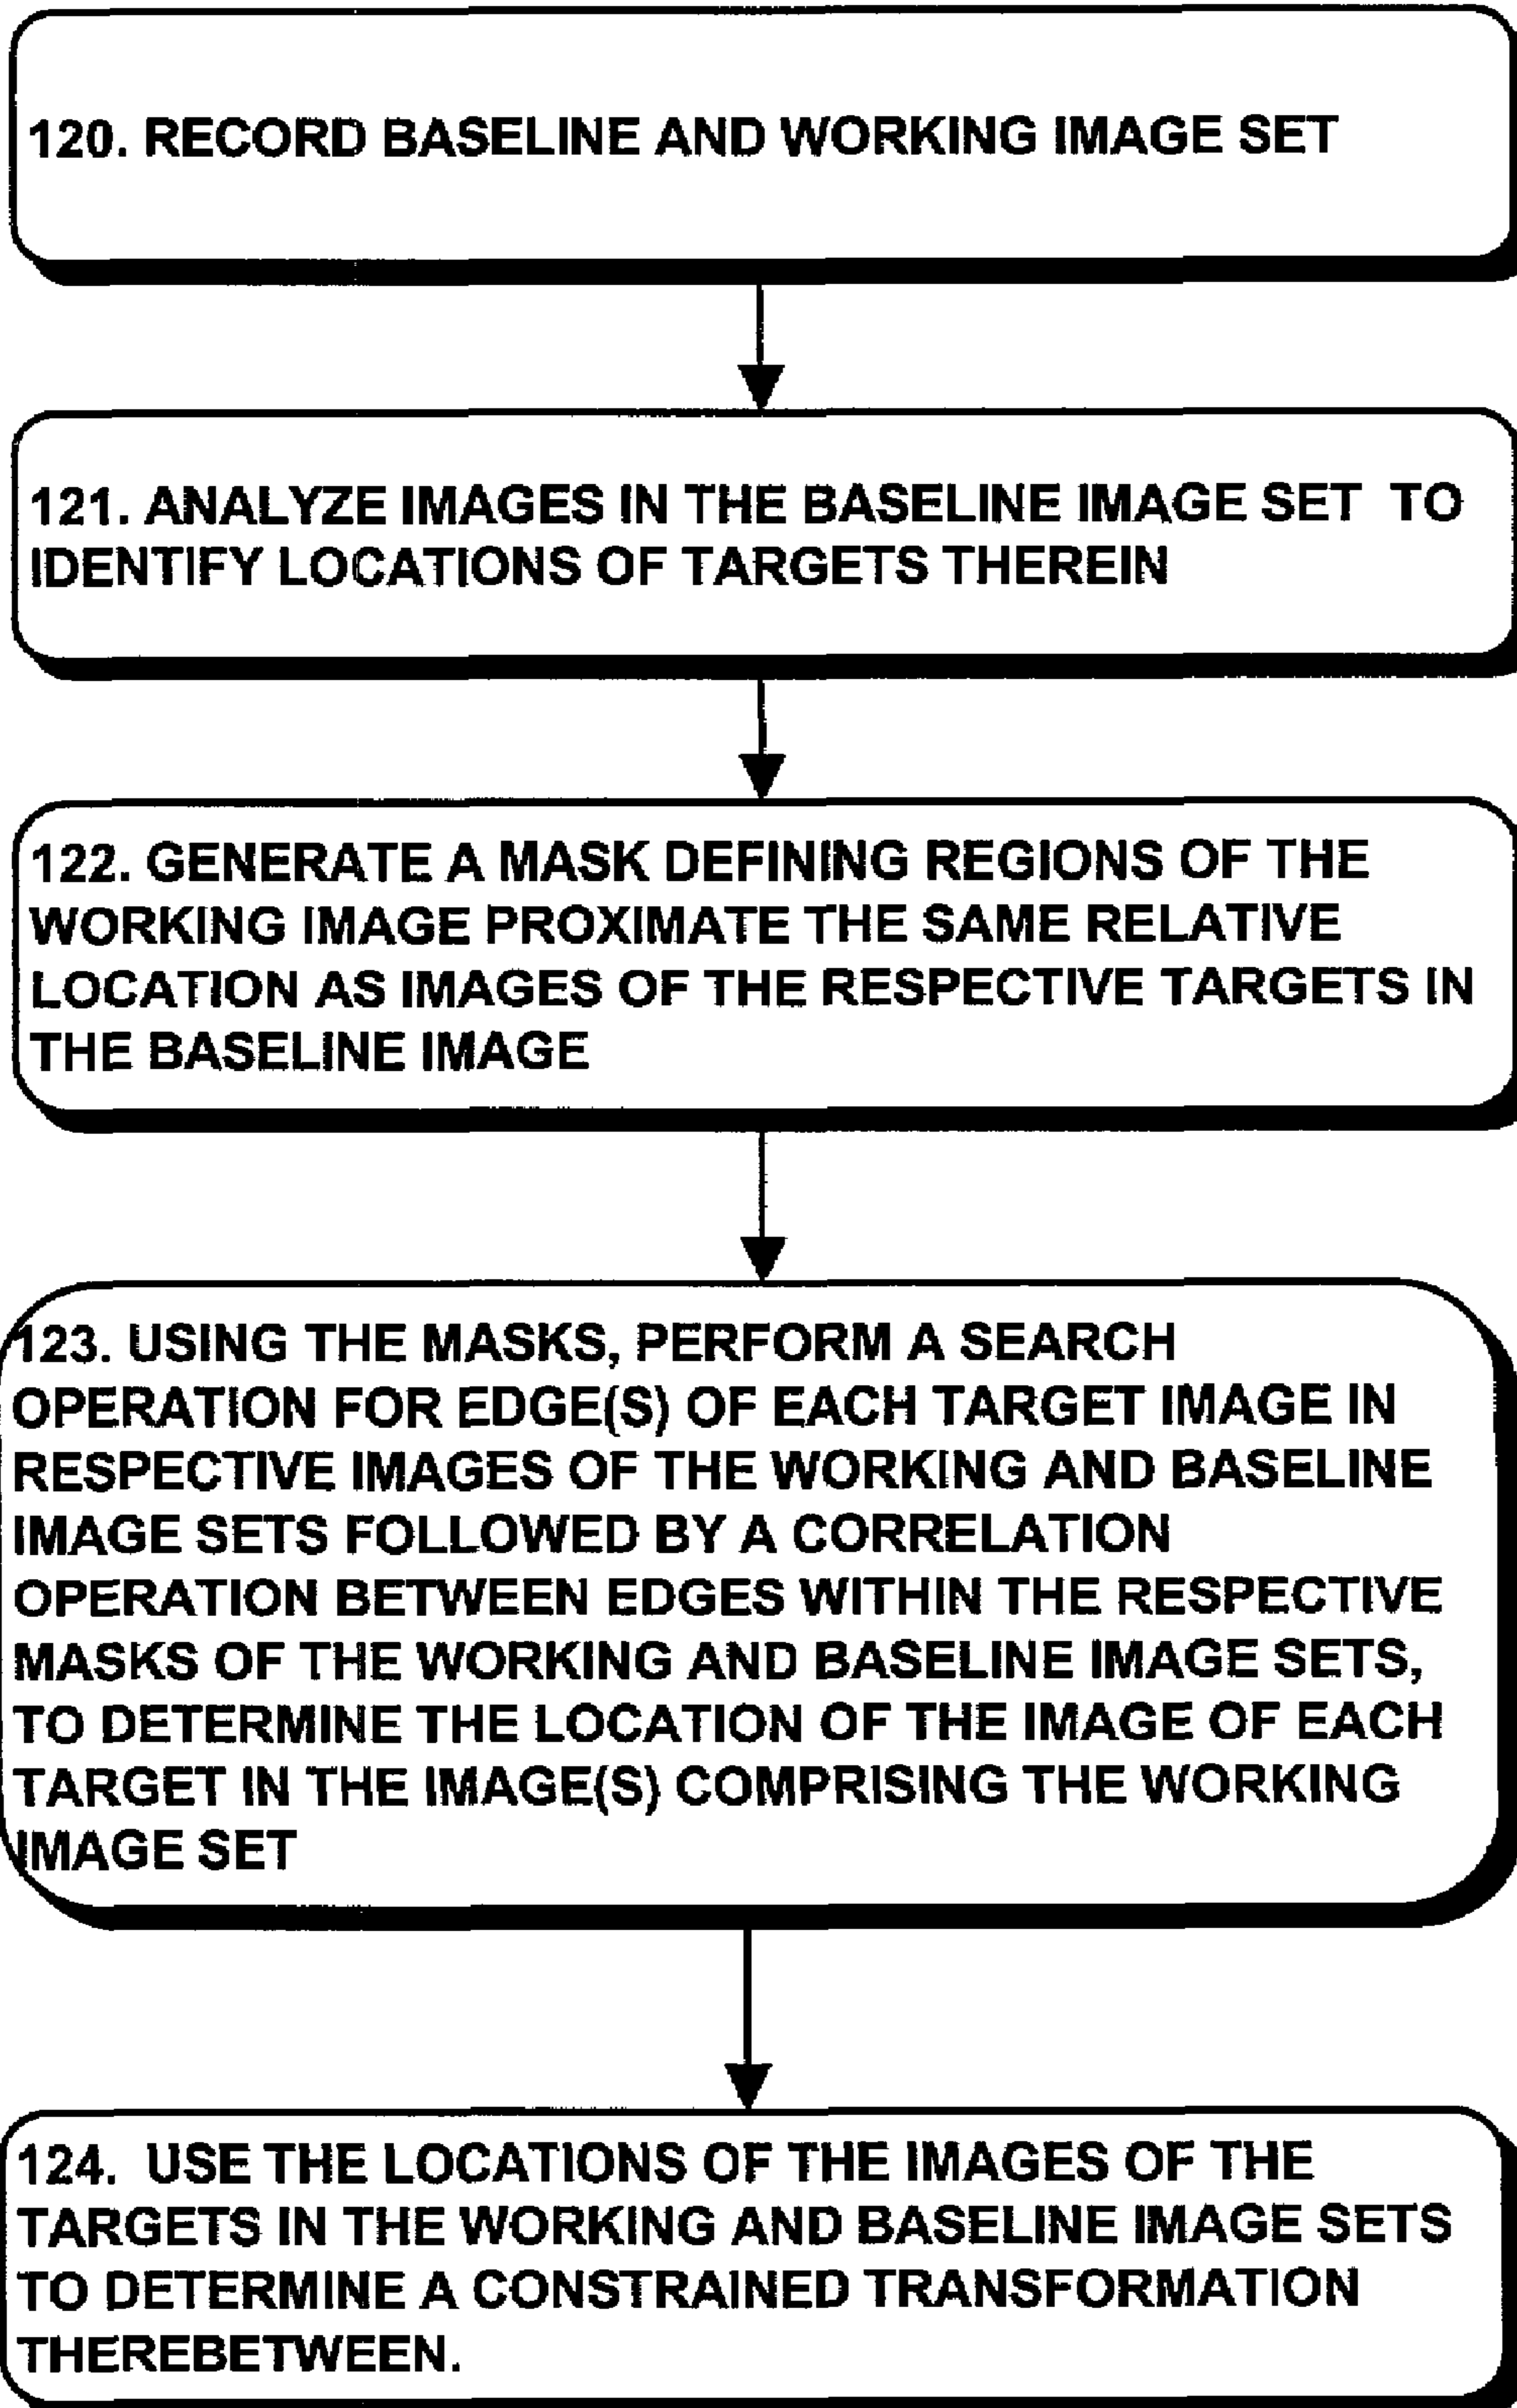 120. RECORD BASELINE AND WORKING IMAGE SET
121. ANALYZE IMAGES IN THE BASELINE IMAGE SET TO
IDENTIFY LOCATIONS OF TARGETS THEREIN
122. GENERATE A MASK DEFINING REGIONS OF THE
WORKING IMAGE PROXIMATE THE SAME RELATIVE
LOCATION AS IMAGES OF THE RESPECTIVE TARGETS IN
THE BASELINE IMAGE
123. USING THE MASKS, PERFORM A SEARCH
OPERATION FOR EDGE(S) OF EACH TARGET IMAGE IN
RESPECTIVE IMAGES OF THE WORKING AND BASELINE
IMAGE SETS FOLLOWED BY A CORRELATION
OPERATION BETWEEN EDGES WITHIN THE RESPECTIVE
MASKS OF THE WORKING AND BASELINE IMAGE SETS,
TO DETERMINE THE LOCATION OF THE IMAGE OF EACH
TARGET IN THE IMAGE(S) COMPRISING THE WORKING
IMAGE SET
124. USE THE LOCATIONS OF THE IMAGES OF THE
TARGETS IN THE WORKING AND BASELINE IMAGE SETS
TO DETERMINE A CONSTRAINED TRANSFORMATION
THEREBETWEEN.